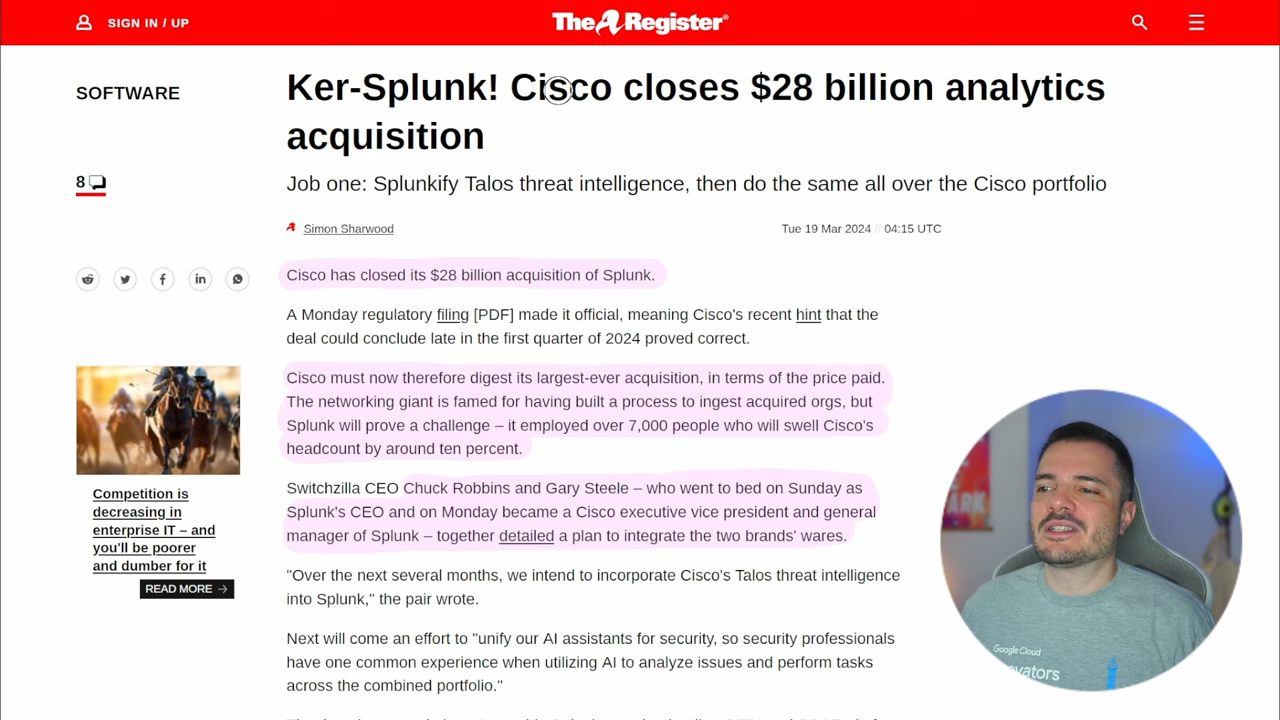 SIGN IN / UP
The Register®
SOFTWARE
Ker-Splunk! Cisco closes $28 billion analytics
acquisition
8
Job one: Splunkify Talos threat intelligence, then do the same all over the Cisco portfolio
Simon Sharwood
Tue 19 Mar 2024 // 04:15 UTC
Cisco has closed its $28 billion acquisition of Splunk.
A Monday regulatory filing [PDF] made it official, meaning Cisco's recent hint that the
deal could conclude late in the first quarter of 2024 proved correct.
Cisco must now therefore digest its largest-ever acquisition, in terms of the price paid.
The networking giant is famed for having built a process to ingest acquired orgs, but
Splunk will prove a challenge – it employed over 7,000 people who will swell Cisco's
headcount by around ten percent.
Switchzilla CEO Chuck Robbins and Gary Steele – who went to bed on Sunday as
Splunk's CEO and on Monday became a Cisco executive vice president and general
manager of Splunk – together detailed a plan to integrate the two brands' wares.
"Over the next several months, we intend to incorporate Cisco's Talos threat intelligence
into Splunk," the pair wrote.
Next will come an effort to "unify our AI assistants for security, so security professionals
have one common experience when utilizing AI to analyze issues and perform tasks
across the combined portfolio."
Competition is
decreasing in
enterprise IT – and
you'll be poorer
and dumber for it
READ MORE →
Google Cloud